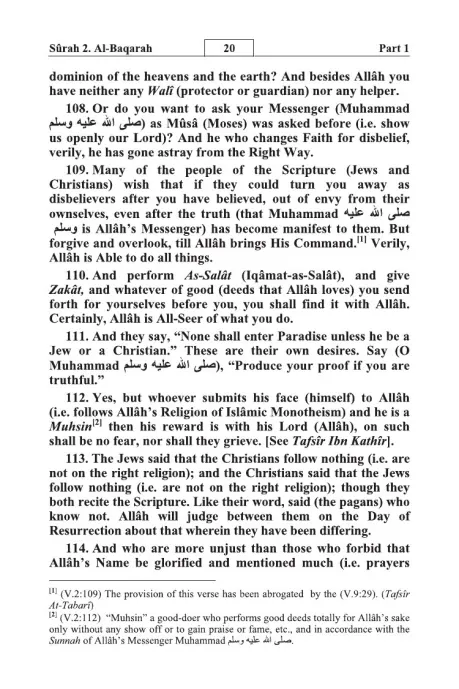 Sûrah 2. Al-Baqarah 20 Part 1
dominion of the heavens and the earth? And besides Allâh you
have neither any Walî (protector or guardian) nor any helper.
108. Or do you want to ask your Messenger (Muhammad
صلى الله عليه وسلم) as Mûsâ (Moses) was asked before (i.e. show
us openly our Lord)? And he who changes Faith for disbelief,
verily, he has gone astray from the Right Way.
109. Many of the people of the Scripture (Jews and
Christians) wish that if they could turn you away as
disbelievers after you have believed, out of envy from their
ownselves, even after the truth (that Muhammad صلى الله عليه
وسلم is Allâh's Messenger) has become manifest to them. But
forgive and overlook, till Allâh brings His Command.[1] Verily,
Allâh is Able to do all things.
110. And perform As-Salât (Iqâmat-as-Salât), and give
Zakât, and whatever of good (deeds that Allâh loves) you send
forth for yourselves before you, you shall find it with Allâh.
Certainly, Allâh is All-Seer of what you do.
111. And they say, “None shall enter Paradise unless he be a
Jew or a Christian.” These are their own desires. Say (O
Muhammad صلى الله عليه وسلم), “Produce your proof if you are
truthful.”
112. Yes, but whoever submits his face (himself) to Allâh
(i.e. follows Allâh's Religion of Islâmic Monotheism) and he is a
Muhsin[2] then his reward is with his Lord (Allâh), on such
shall be no fear, nor shall they grieve. [See Tafsîr Ibn Kathîr].
113. The Jews said that the Christians follow nothing (i.e. are
not on the right religion); and the Christians said that the Jews
follow nothing (i.e. are not on the right religion); though they
both recite the Scripture. Like their word, said (the pagans) who
know not. Allâh will judge between them on the Day of
Resurrection about that wherein they have been differing.
114. And who are more unjust than those who forbid that
Allâh's Name be glorified and mentioned much (i.e. prayers
[1] (V.2:109) The provision of this verse has been abrogated by the (V.9:29). (Tafsîr
At-Tabarî)
[2] (V.2:112) “Muhsin” a good-doer who performs good deeds totally for Allâh's sake
only without any show off or to gain praise or fame, etc., and in accordance with the
Sunnah of Allâh's Messenger Muhammad صلى الله عليه وسلم.